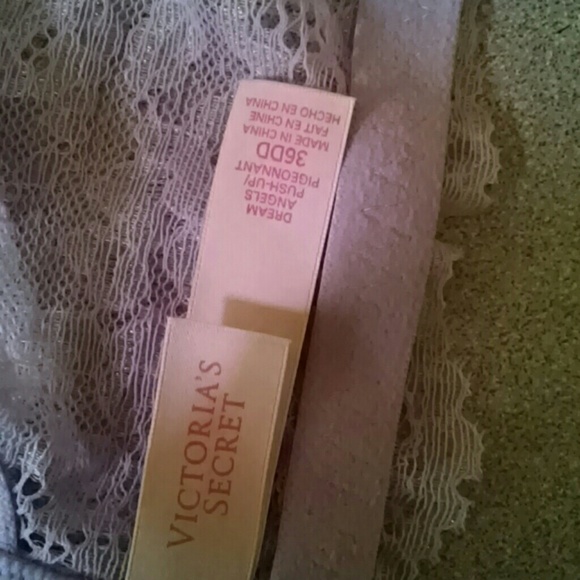 DREAM
ANGELS
PUSH-UP/
PIGEONNANT
36DD
MADE IN CHINA
FAIT EN CHINE
HECHO EN CHINA
VICTORIA'S
SECRET